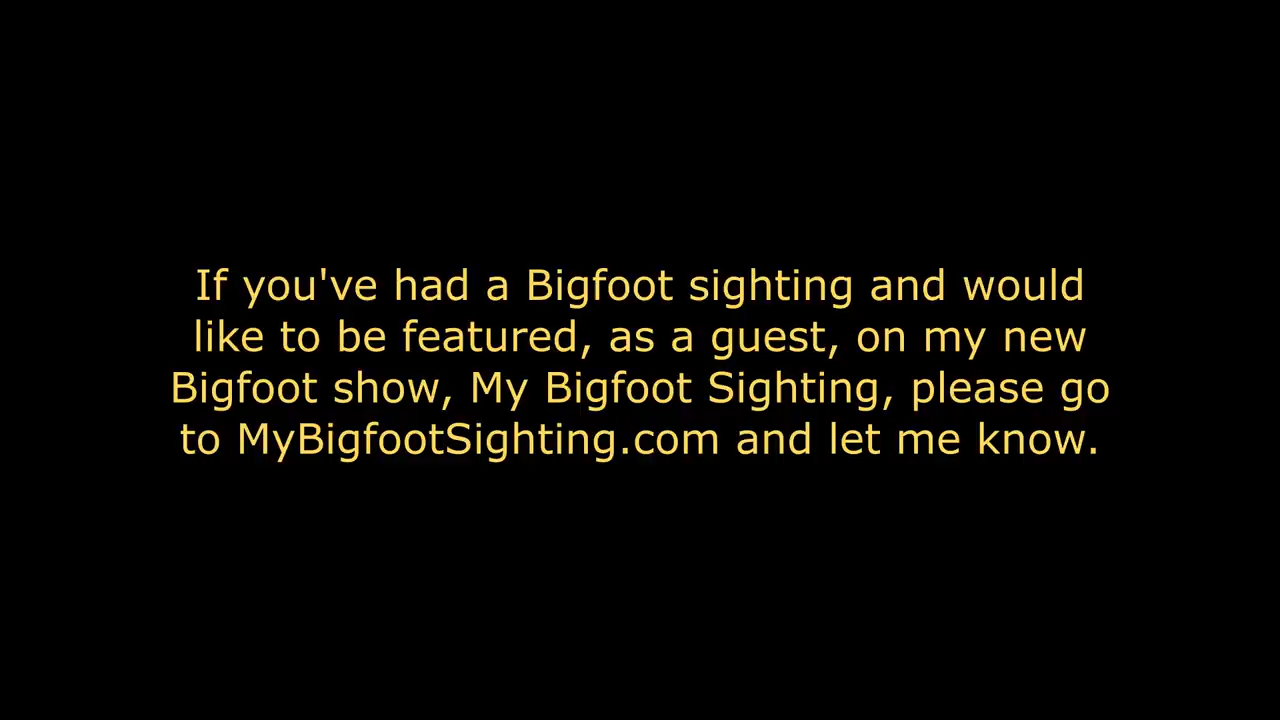 If you've had a Bigfoot sighting and would
like to be featured, as a guest, on my new
Bigfoot show, My Bigfoot Sighting, please go
to MyBigfootSighting.com and let me know.